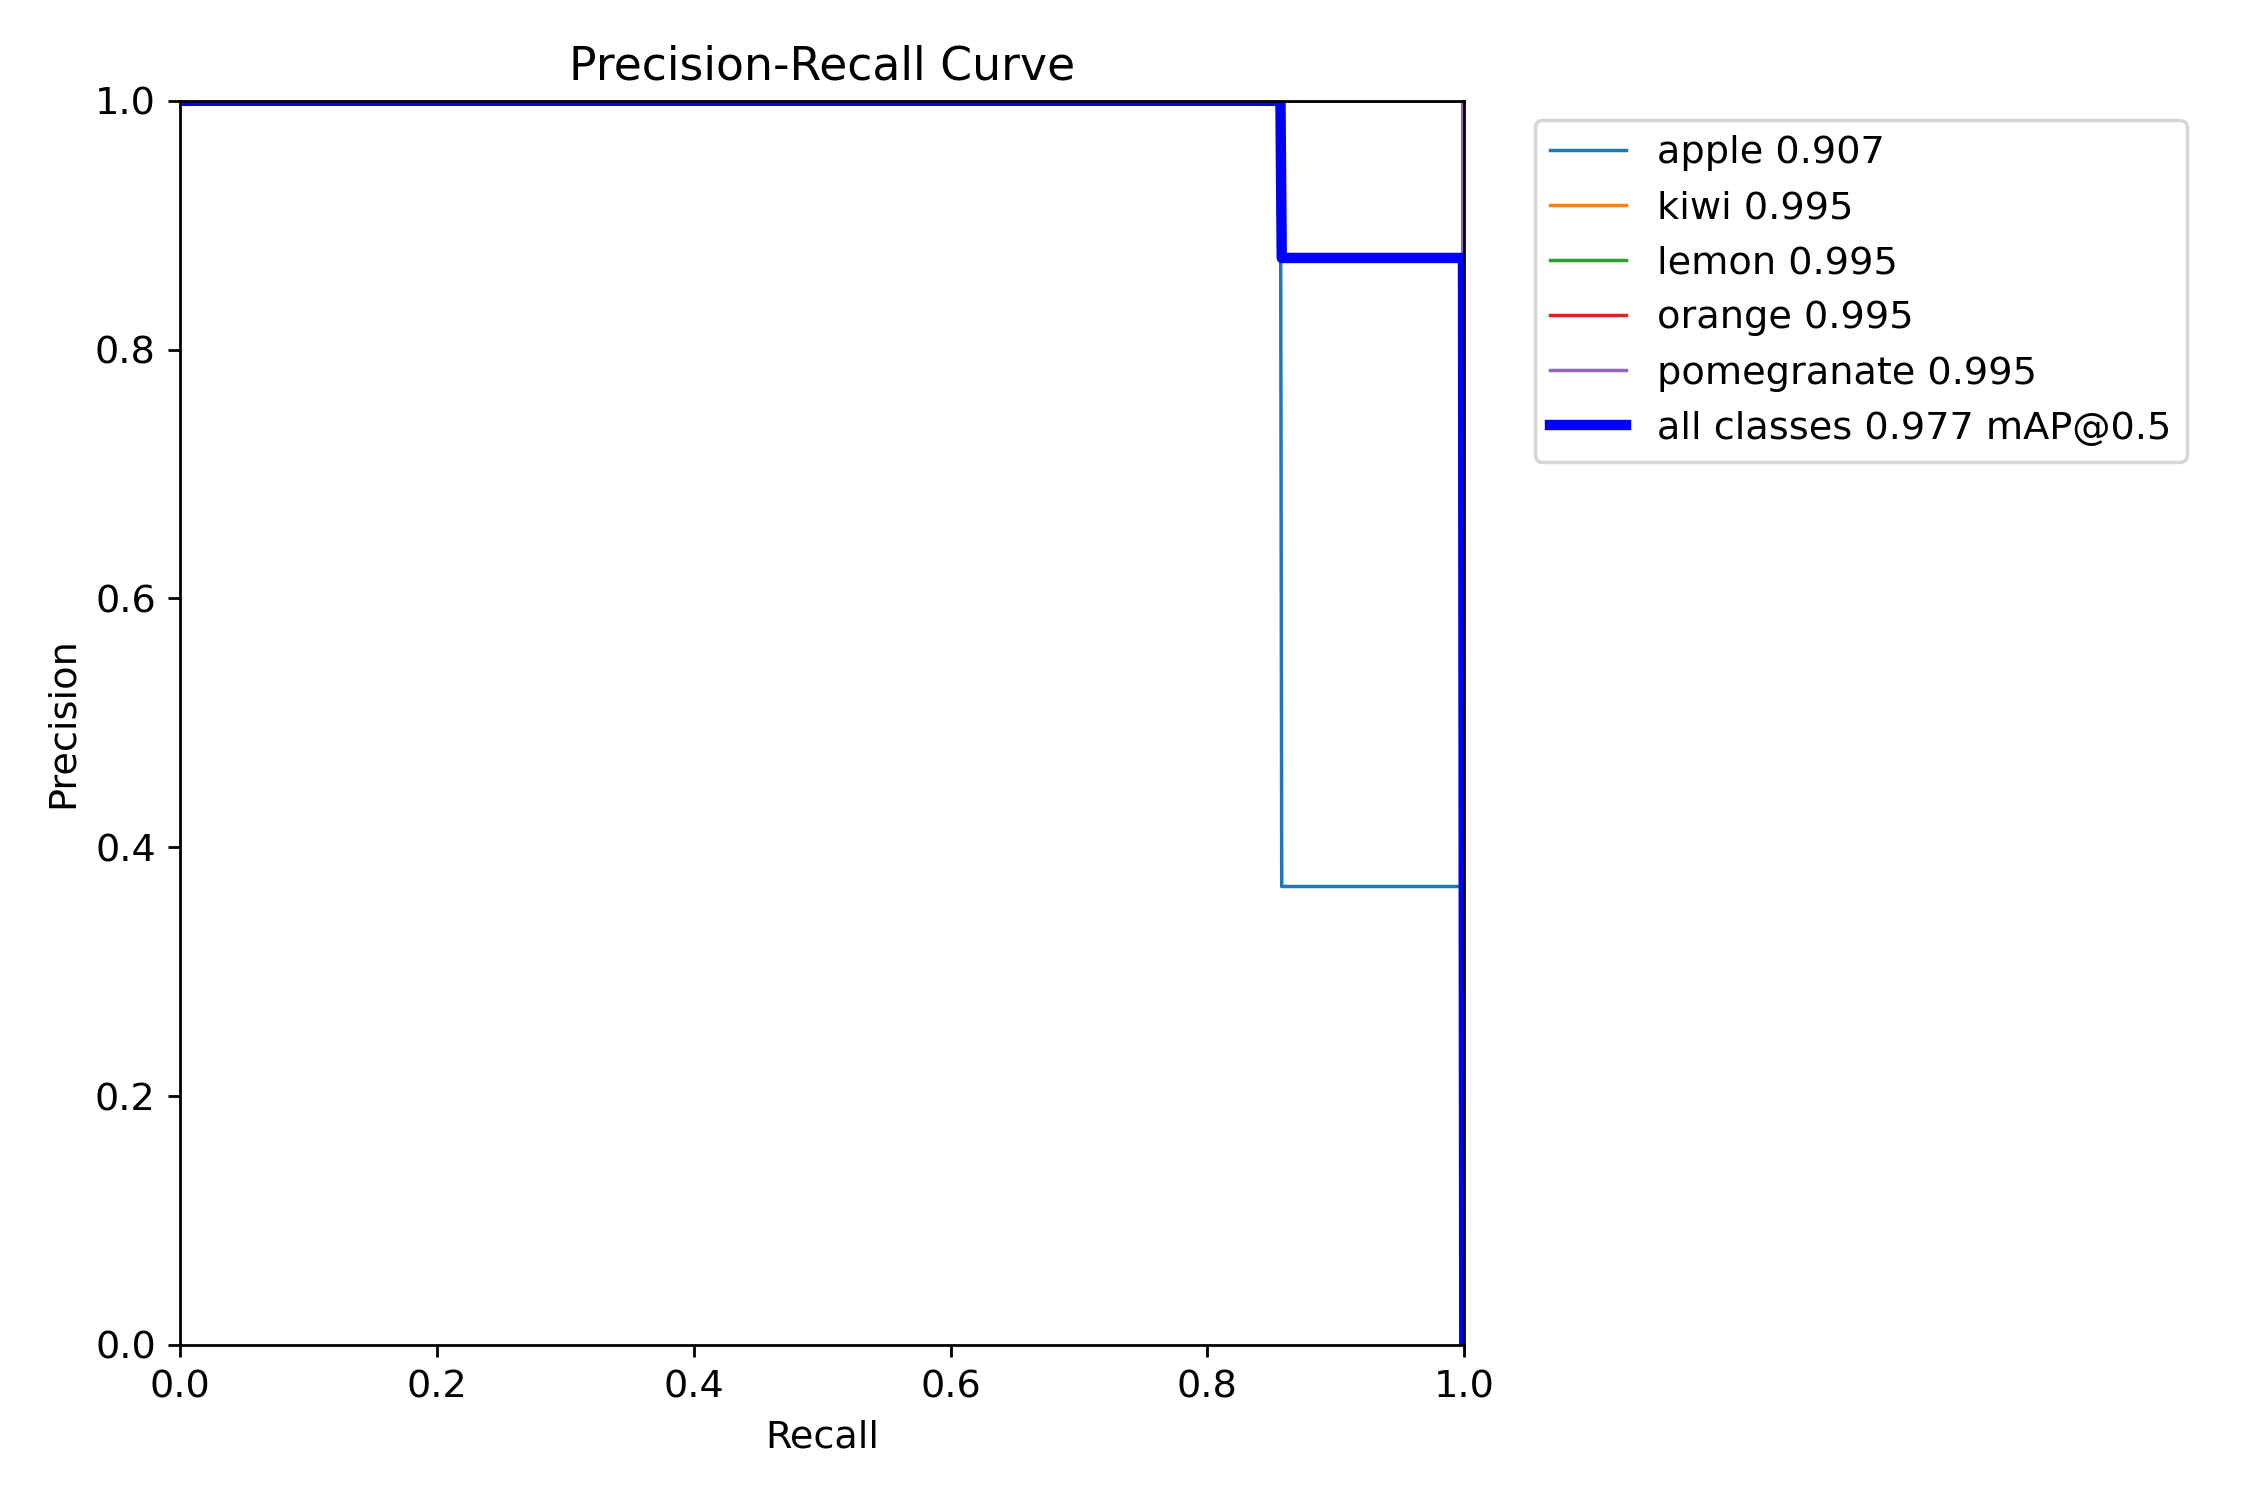 Precision-Recall Curve
1.0
0.8
0.6
0.4
0.2
0.0
Precision
0.0 0.2 0.4 0.6 0.8 1.0
Recall
apple 0.907
kiwi 0.995
lemon 0.995
orange 0.995
pomegranate 0.995
all classes 0.977 mAP@0.5